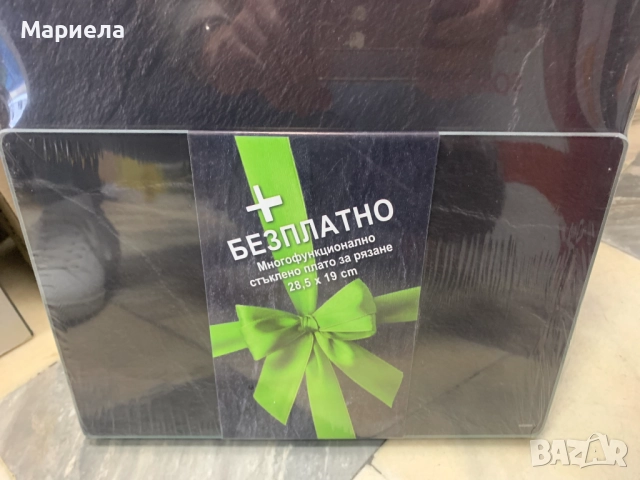 Мариела
+
БЕЗПЛАТНО
Многофункционално
стъклено плато за рязане
28,5 x 19 cm
BAZAR